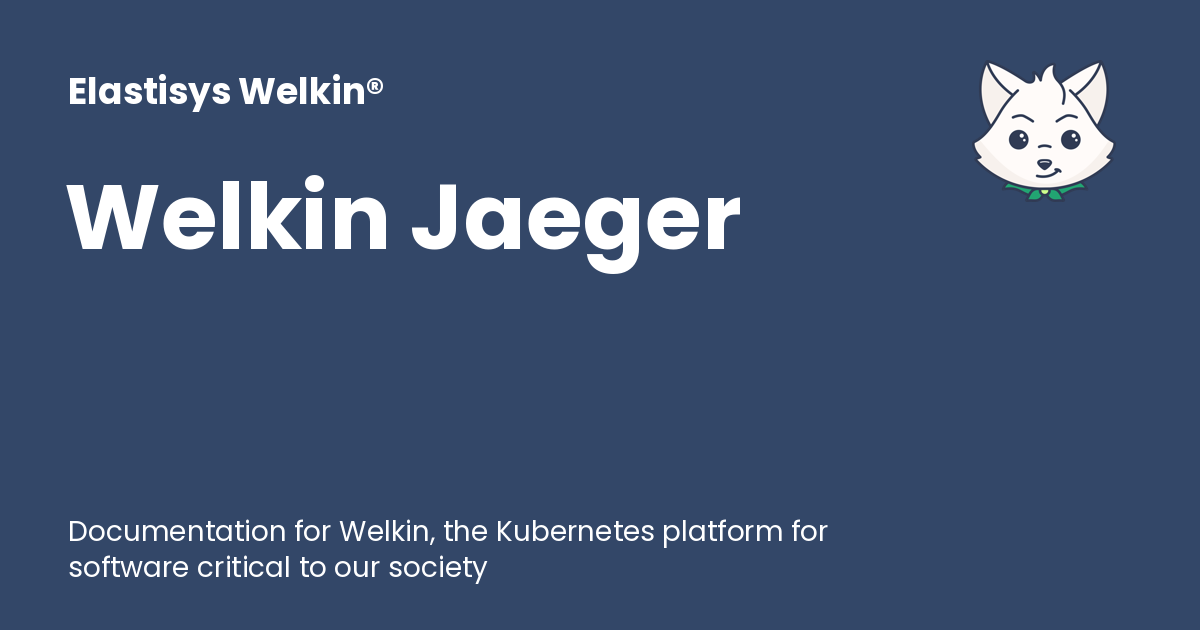 Elastisys Welkin®
Welkin Jaeger
Documentation for Welkin, the Kubernetes platform for
software critical to our society